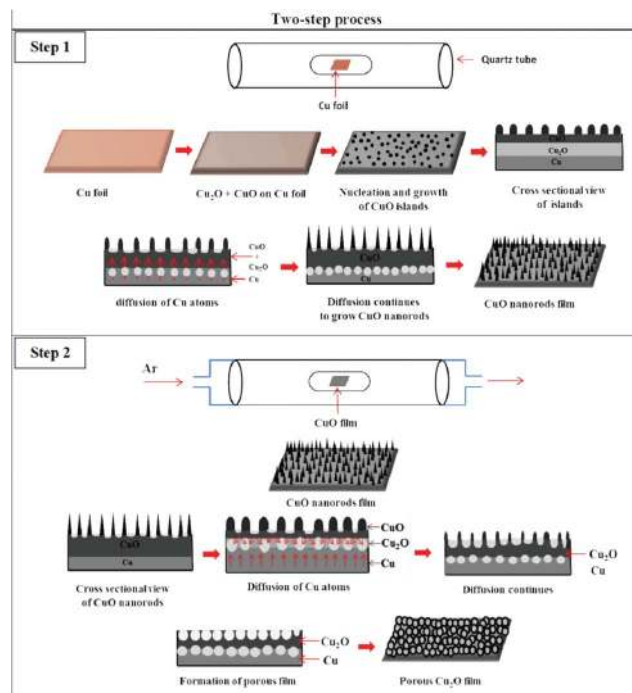 Two-step process
Step 1
Quartz tube
Cu foil
Cu foil
Cu₂O + CuO on Cu foil
Nucleation and growth
of CuO islands
CuO
Cu₂O
Cu
Cross sectional view
of islands
CuO
+
Cu₂O
Cu
diffusion of Cu atoms
CuO
Cu
Diffusion continues
to grow CuO nanorods
CuO nanorods film
Step 2
Ar
CuO film
CuO nanorods film
CuO
Cu
Cross sectional view
of CuO nanorods
CuO
Cu₂O
Cu
Diffusion of Cu atoms
Cu₂O
Cu
Diffusion continues
Cu₂O
Cu
Formation of porous film
Porous Cu₂O film